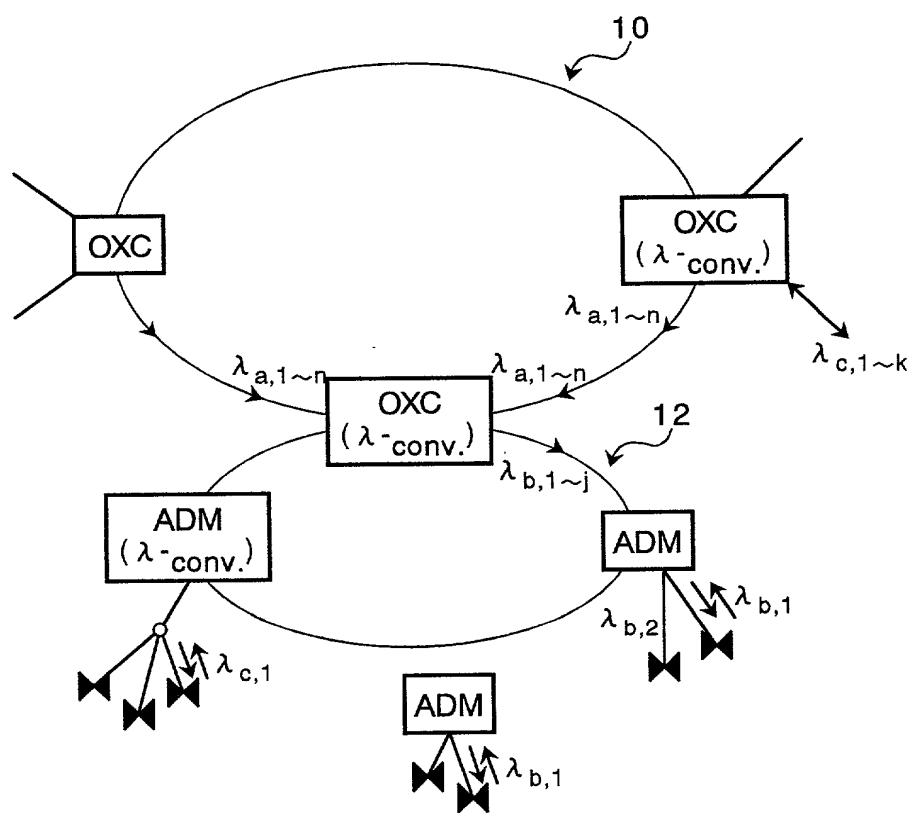 10
OXC
OXC
(λ-conv.)
λa,1~n
λc,1~k
λa,1~n
λa,1~n
OXC
(λ-conv.)
12
λb,1~j
ADM
(λ-conv.)
ADM
λb,2
λb,1
λc,1
ADM
λb,1